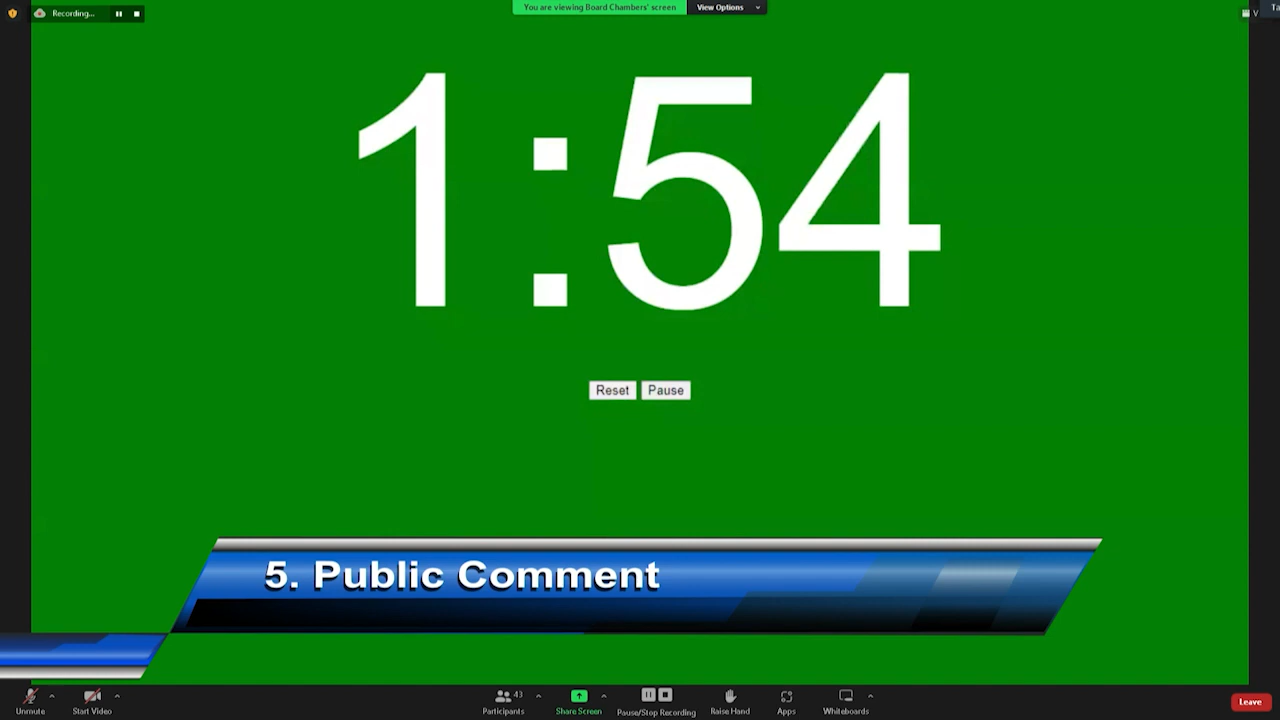 Recording...
You are viewing Board Chambers' screen
View Options
V
Ta
1:54
Reset Pause
5. Public Comment
Unmute
Start Video
43
Participants
Share Screen
Pause/Stop Recording
Raise Hand
Apps
Whiteboards
Leave